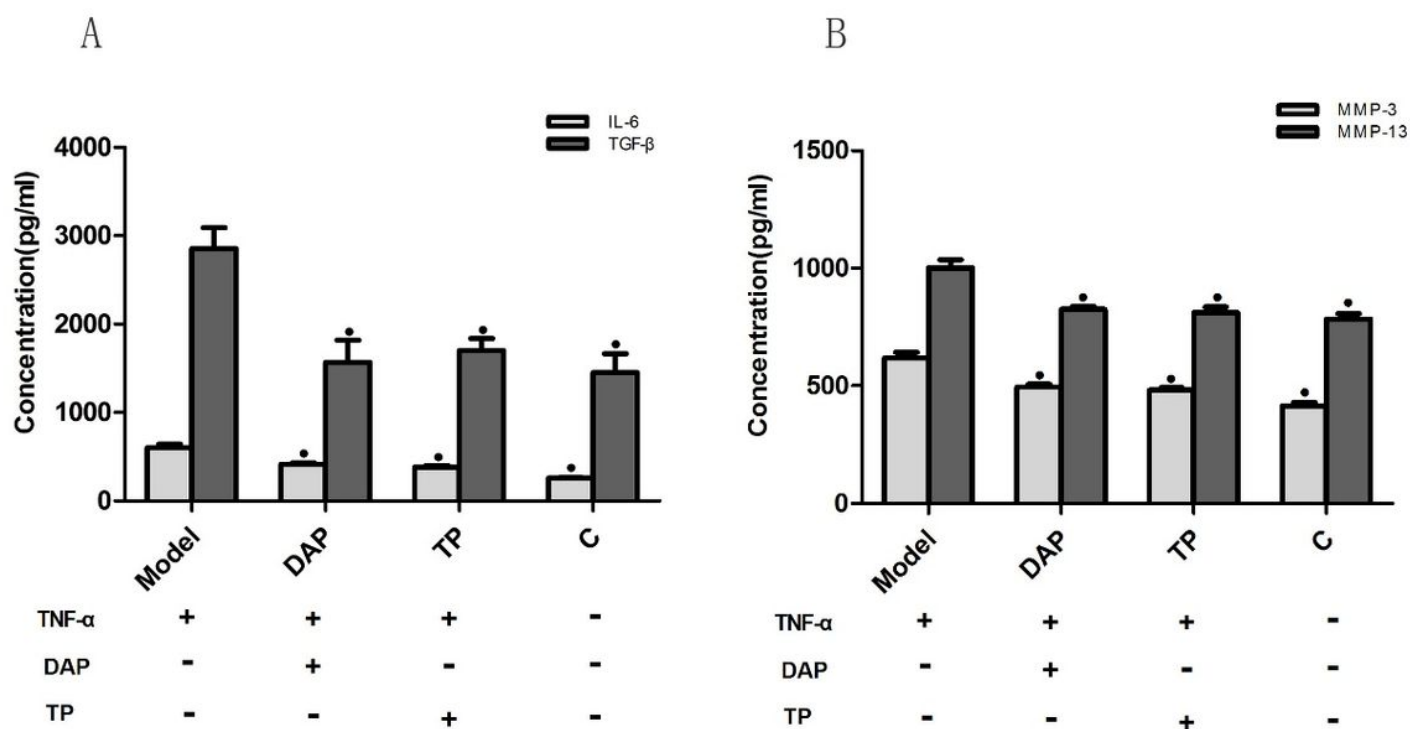 A
IL-6
TGF-β
Concentration(pg/ml)
4000
3000
2000
1000
0
Model
DAP
TP
C
TNF-α + + + -
DAP - + - -
TP - - + -
B
MMP-3
MMP-13
Concentration(pg/ml)
1500
1000
500
0
Model
DAP
TP
C
TNF-α + + + -
DAP - + - -
TP - - + -